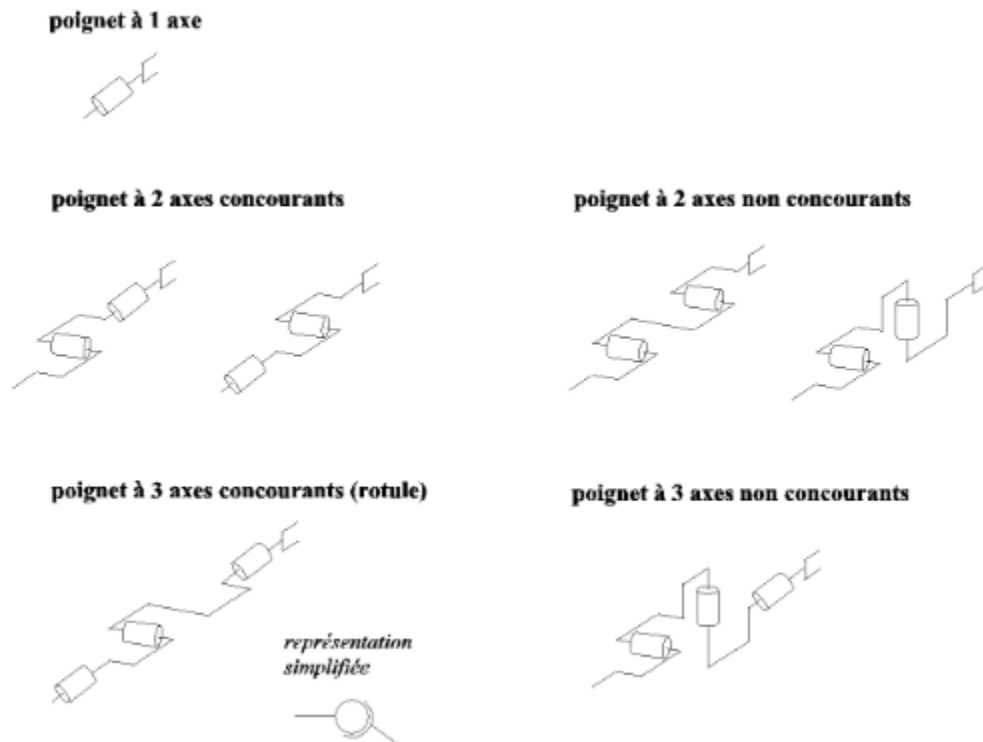 poignet à 1 axe
poignet à 2 axes concourants
poignet à 2 axes non concourants
poignet à 3 axes concourants (rotule)
poignet à 3 axes non concourants
représentation
simplifiée